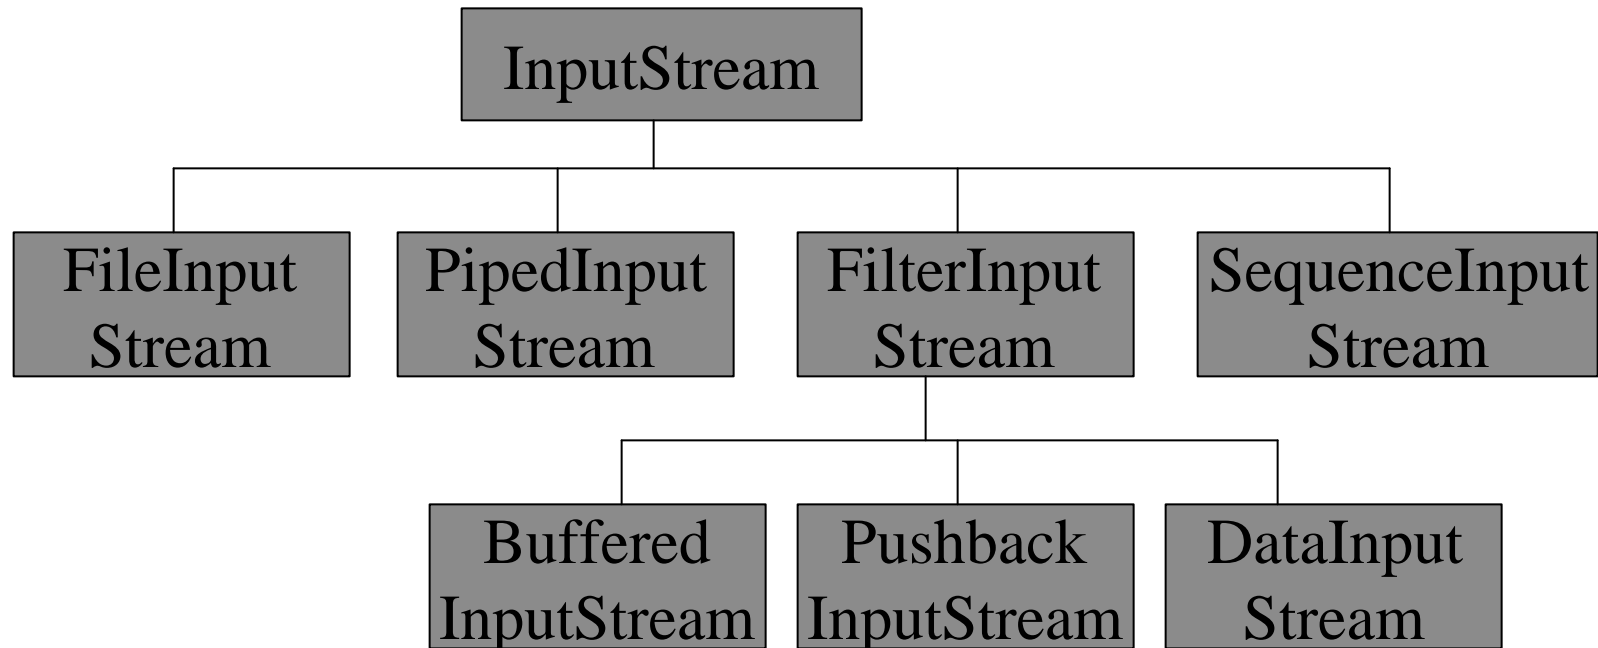 InputStream
FileInput
Stream
PipedInput
Stream
FilterInput
Stream
SequenceInput
Stream
Buffered
InputStream
Pushback
InputStream
DataInput
Stream